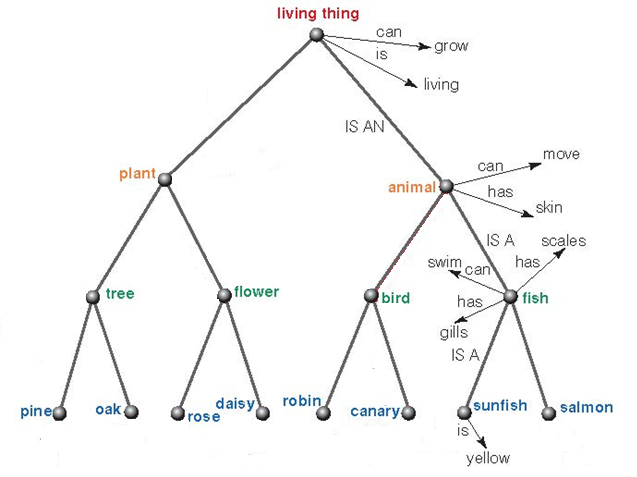 living thing
can
grow
is
living
IS AN
plant
animal
can
move
has
skin
IS A
scales
swim
can
has
tree
flower
bird
has
fish
gills
IS A
pine
oak
rose
daisy
robin
canary
sunfish
salmon
is
yellow